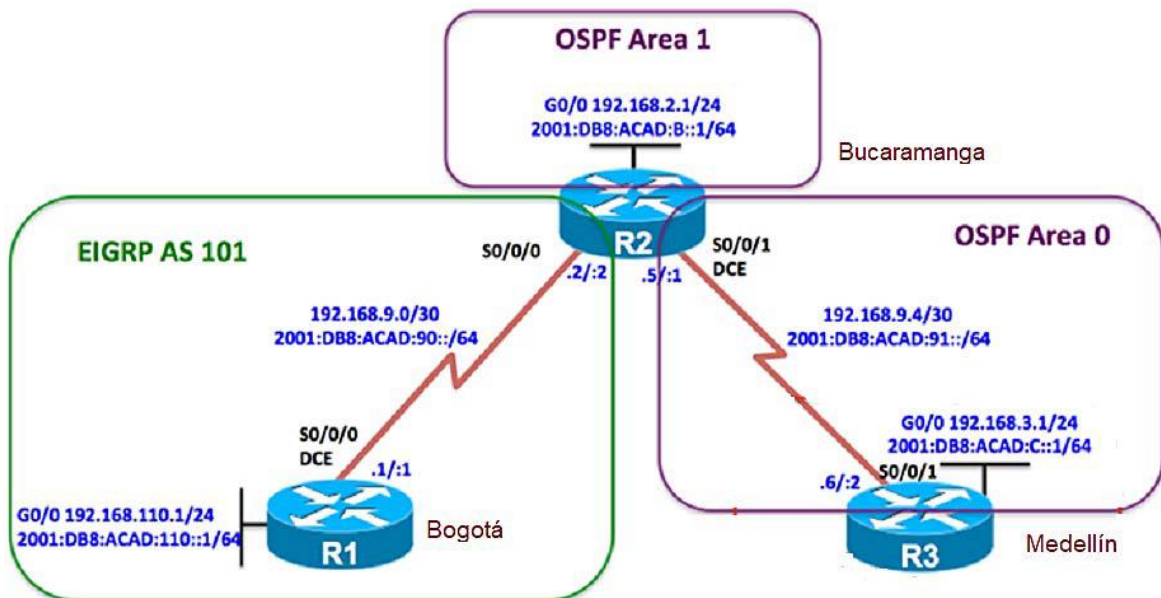 OSPF Area 1
G0/0 192.168.2.1/24
2001:DB8:ACAD:B::1/64
Bucaramanga
R2
EIGRP AS 101
OSPF Area 0
S0/0/0
.2/:2
.5/:1
S0/0/1
DCE
192.168.9.0/30
2001:DB8:ACAD:90::/64
192.168.9.4/30
2001:DB8:ACAD:91::/64
S0/0/0
DCE
.1/:1
G0/0 192.168.3.1/24
2001:DB8:ACAD:C::1/64
.6/:2
S0/0/1
G0/0 192.168.110.1/24
2001:DB8:ACAD:110::1/64
R1
Bogotá
R3
Medellín